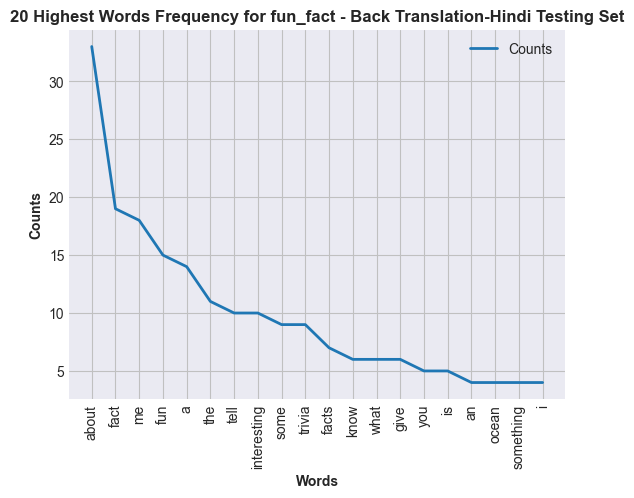 20 Highest Words Frequency for fun_fact - Back Translation-Hindi Testing Set
Counts
30
25
20
15
10
5
Counts
about
fact
me
fun
a
the
tell
interesting
some
trivia
facts
know
what
give
you
is
an
ocean
something
i
Words